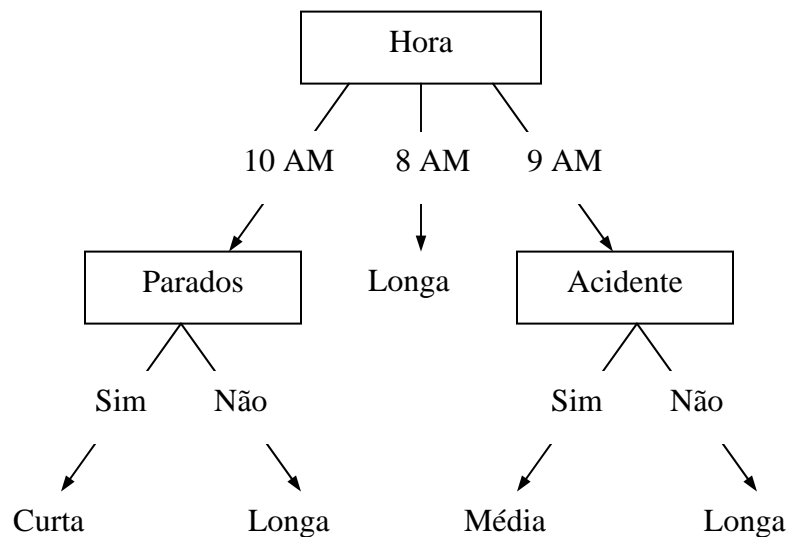 Hora
10 AM 8 AM 9 AM
Parados Longa Acidente
Sim Não Sim Não
Curta Longa Média Longa